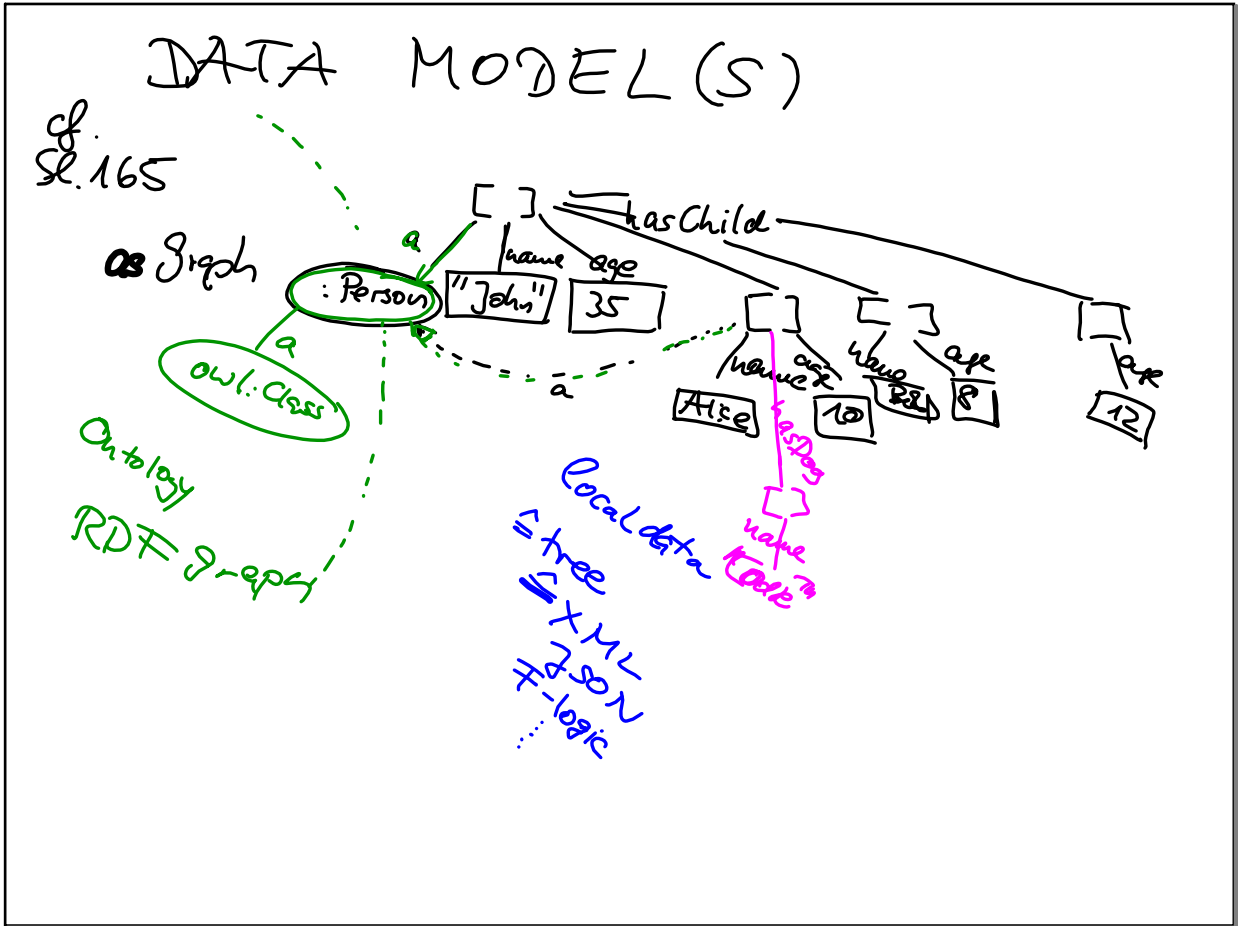 DATA MODEL(S)
cf.
Sl. 165
[ ]
hasChild
as Graph
a
name
age
: Person
"John"
35
[ ]
[ ]
[ ]
a
owl:Class
a
name
age
name
age
age
Alice
10
Bob
8
12
hasDog
[ ]
name
Ontology
RDF graph
local data
≙ tree
≙ XML
JSON
F-logic
......